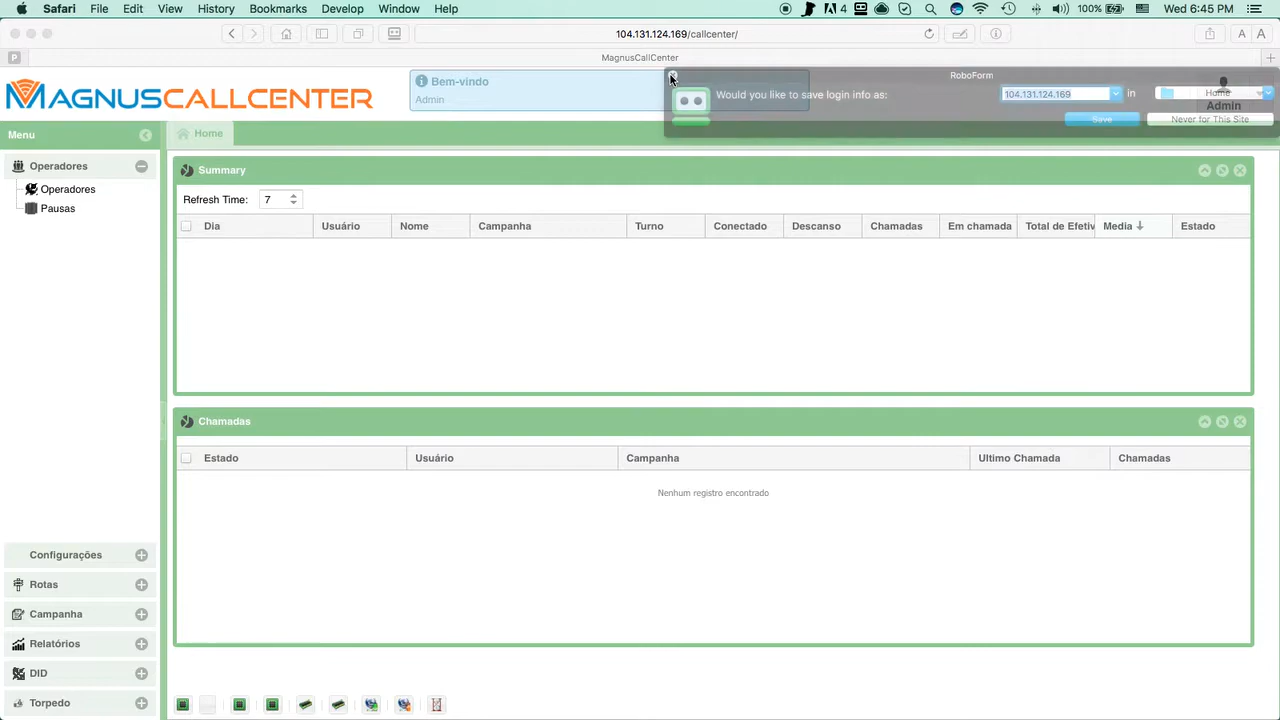 Safari File Edit View History Bookmarks Develop Window Help 4 100% Wed 6:45 PM
104.131.124.169/callcenter/ A A
P MagnusCallCenter
MAGNUSCALLCENTER
Bem-vindo
Admin
RoboForm
Would you like to save login info as: 104.131.124.169 in Home
Admin
Save Never for This Site
Menu
Home
Operadores
Operadores
Pausas
Summary
Refresh Time: 7
Dia Usuário Nome Campanha Turno Conectado Descanso Chamadas Em chamada Total de Efetiv Media Estado
Chamadas
Estado Usuário Campanha Ultimo Chamada Chamadas
Nenhum registro encontrado
Configurações
Rotas
Campanha
Relatórios
DID
Torpedo